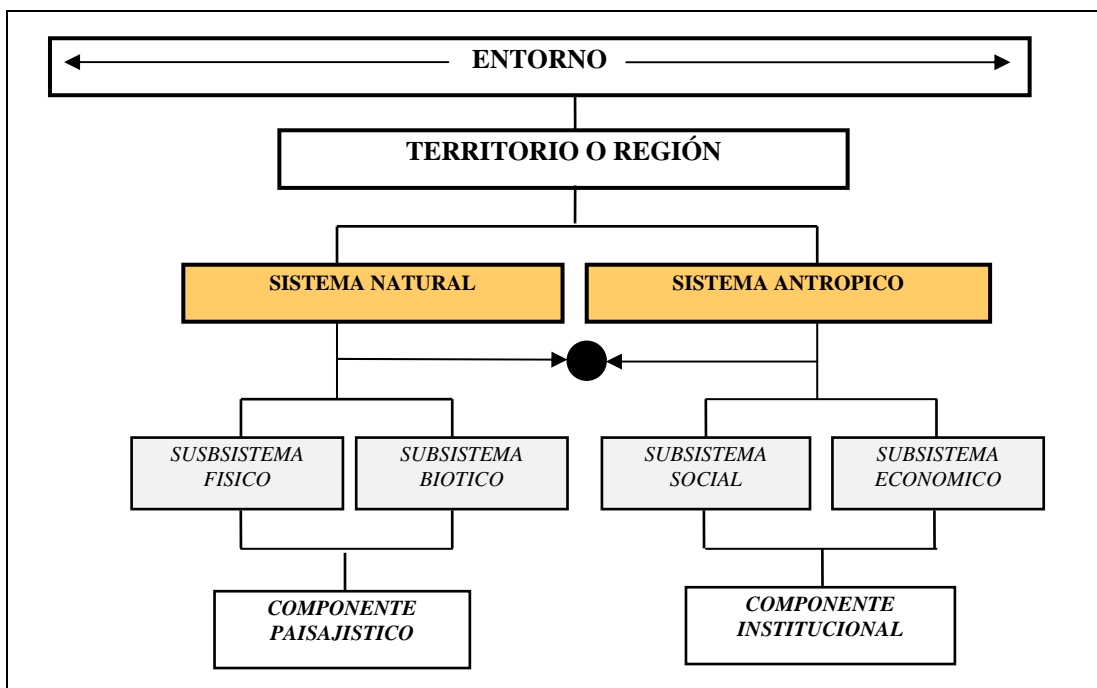 ENTORNO
TERRITORIO O REGIÓN
SISTEMA NATURAL
SISTEMA ANTROPICO
SUSBSISTEMA
FISICO
SUBSISTEMA
BIOTICO
SUBSISTEMA
SOCIAL
SUBSISTEMA
ECONOMICO
COMPONENTE
PAISAJISTICO
COMPONENTE
INSTITUCIONAL